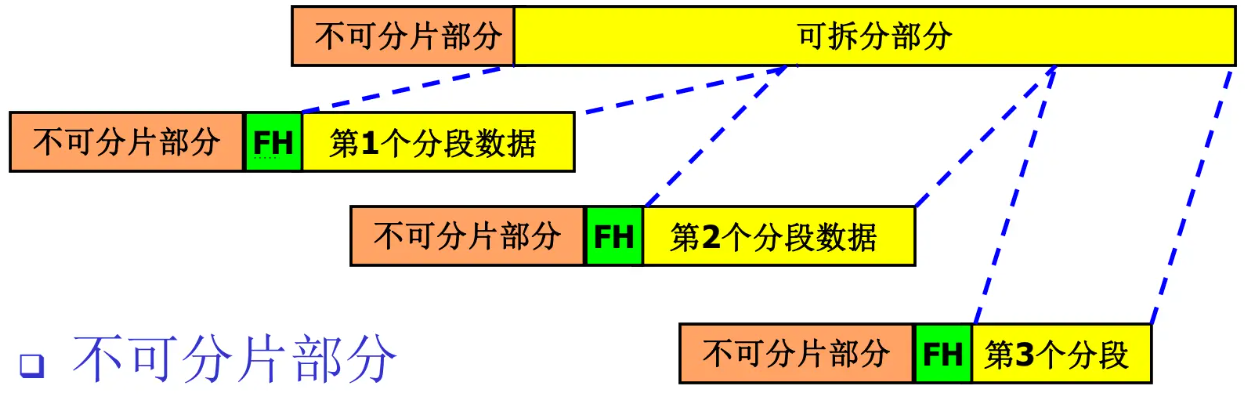 不可分片部分 可拆分部分
不可分片部分 FH 第1个分段数据
不可分片部分 FH 第2个分段数据
不可分片部分 FH 第3个分段
不可分片部分